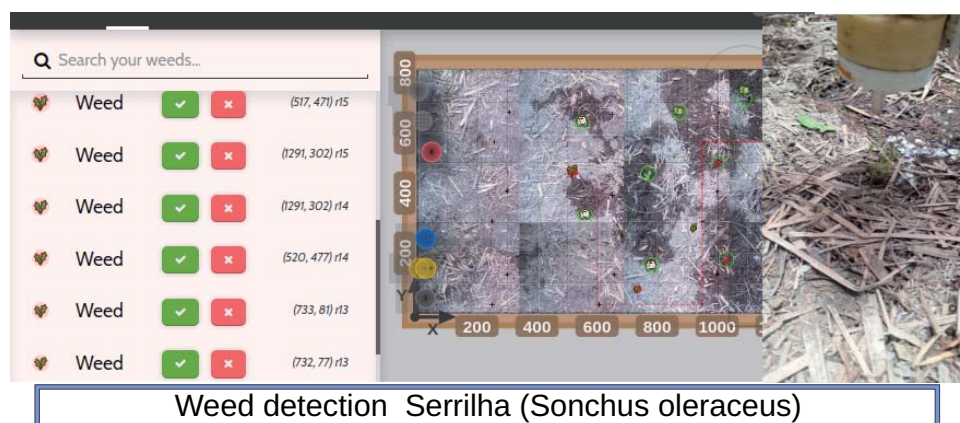 Search your weeds...
Weed (517, 471) r15
Weed (1291, 302) r15
Weed (1291, 302) r14
Weed (520, 477) r14
Weed (733, 81) r13
Weed (732, 77) r13
800
600
400
200
Y
X 200 400 600 800 1000
Weed detection Serrilha (Sonchus oleraceus)